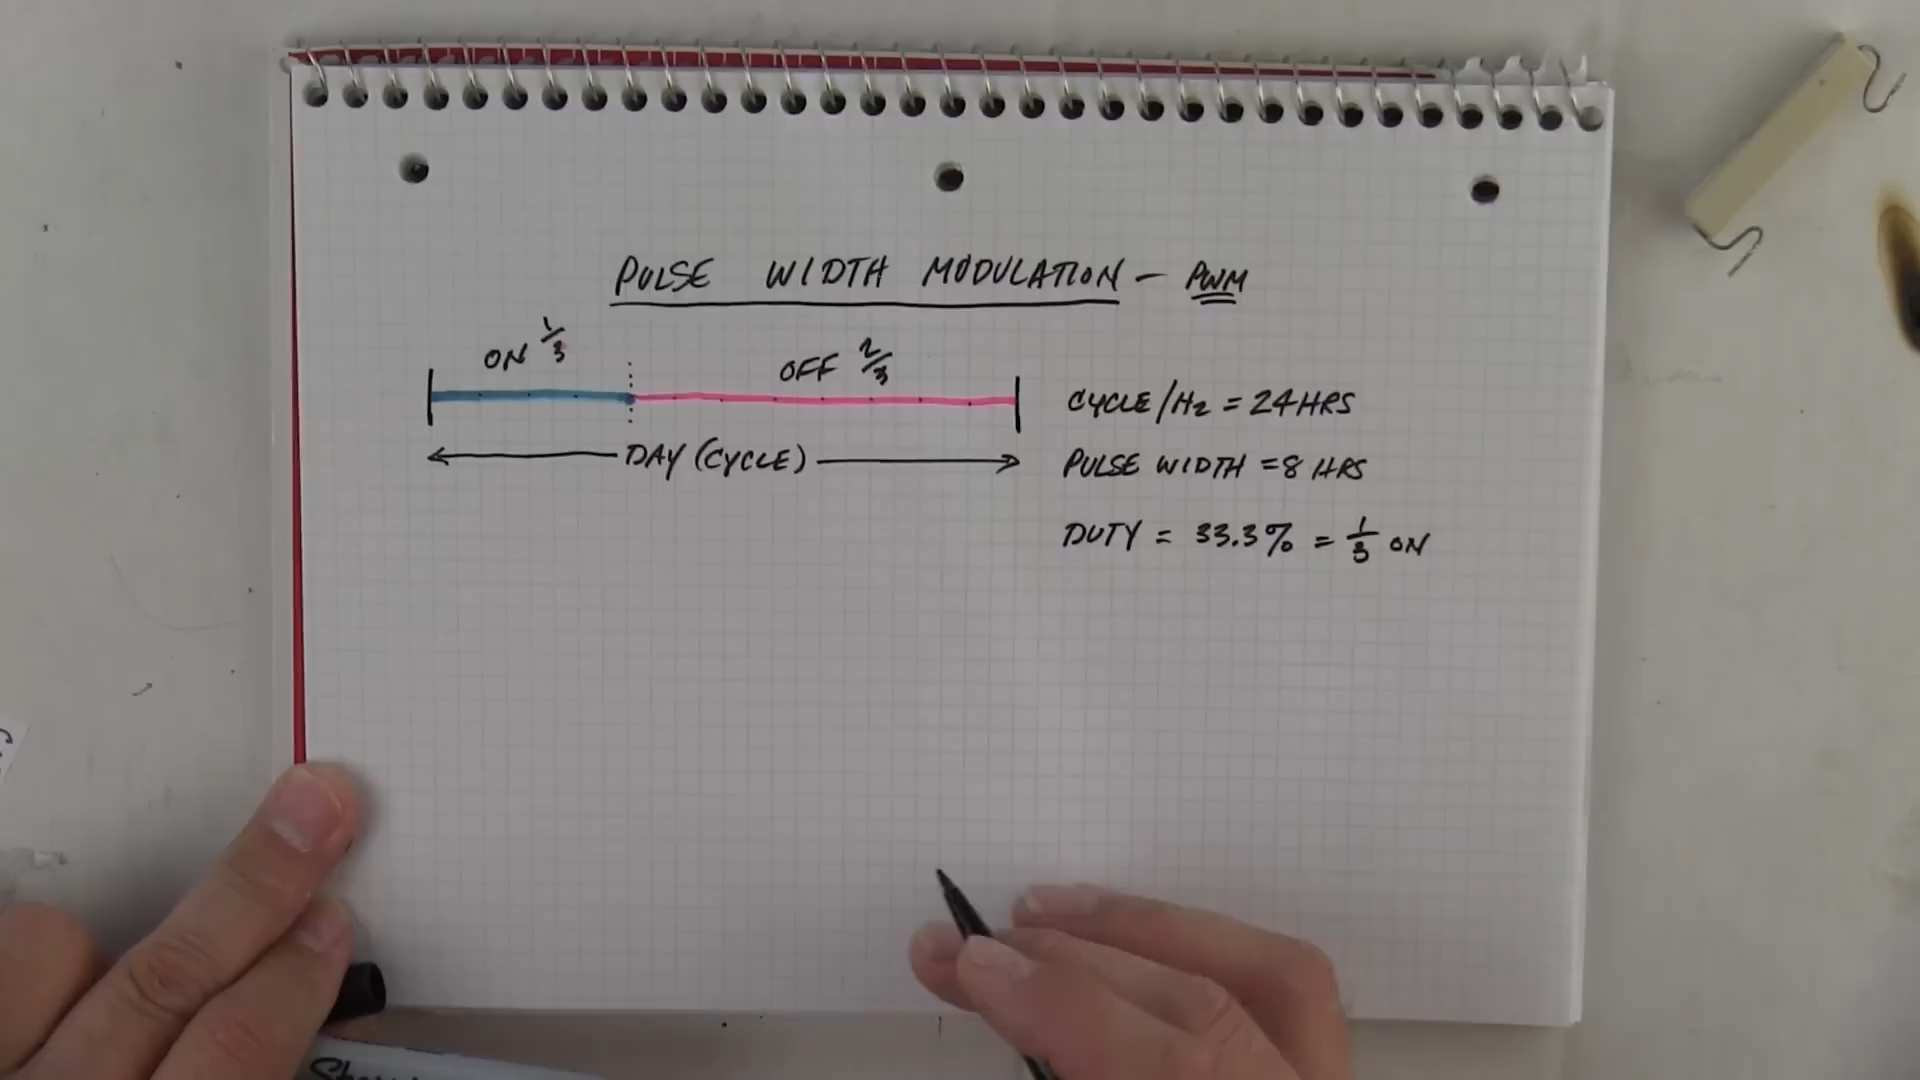 PULSE WIDTH MODULATION - PWM
ON 1/3
OFF 2/3
DAY (CYCLE)
CYCLE/HZ = 24HRS
PULSE WIDTH = 8 HRS
DUTY = 33.3% = 1/3 ON